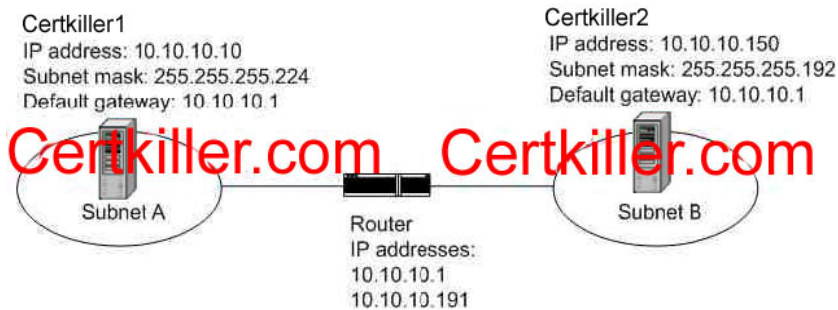 Certkiller1
IP address: 10.10.10.10
Subnet mask: 255.255.255.224
Default gateway: 10.10.10.1
Certkiller2
IP address: 10.10.10.150
Subnet mask: 255.255.255.192
Default gateway: 10.10.10.1
Certkiller.com
Certkiller.com
Subnet A
Subnet B
Router
IP addresses:
10.10.10.1
10.10.10.191